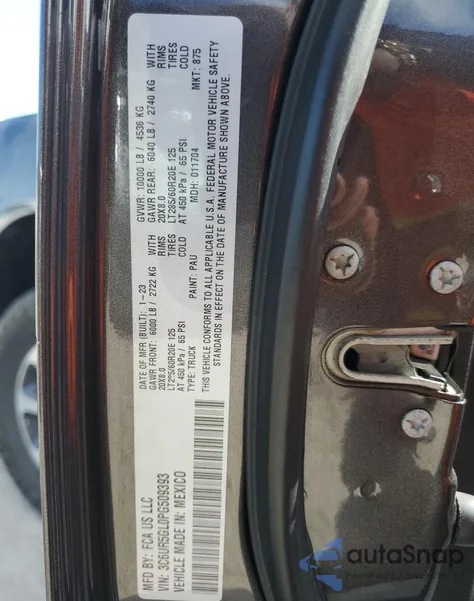 MFD BY: FCA US LLC
DATE OF MFR (BUILT): 1-23
GVWR: 10000 LB / 4536 KG
GAWR FRONT: 6000 LB / 2722 KG WITH
GAWR REAR: 6040 LB / 2740 KG WITH
20X8.0 RIMS
20X8.0 RIMS
LT285/60R20E 125 TIRES
LT285/60R20E 125 TIRES
AT 450 kPa / 65 PSI COLD
AT 450 kPa / 65 PSI COLD
TYPE: TRUCK
PAINT: PAU
MDH: 011704
MKT: 875
THIS VEHICLE CONFORMS TO ALL APPLICABLE U.S.A. FEDERAL MOTOR VEHICLE SAFETY
STANDARDS IN EFFECT ON THE DATE OF MANUFACTURE SHOWN ABOVE.
VIN: 3C6UR5GL0PG509393
VEHICLE MADE IN: MEXICO
autoSnap